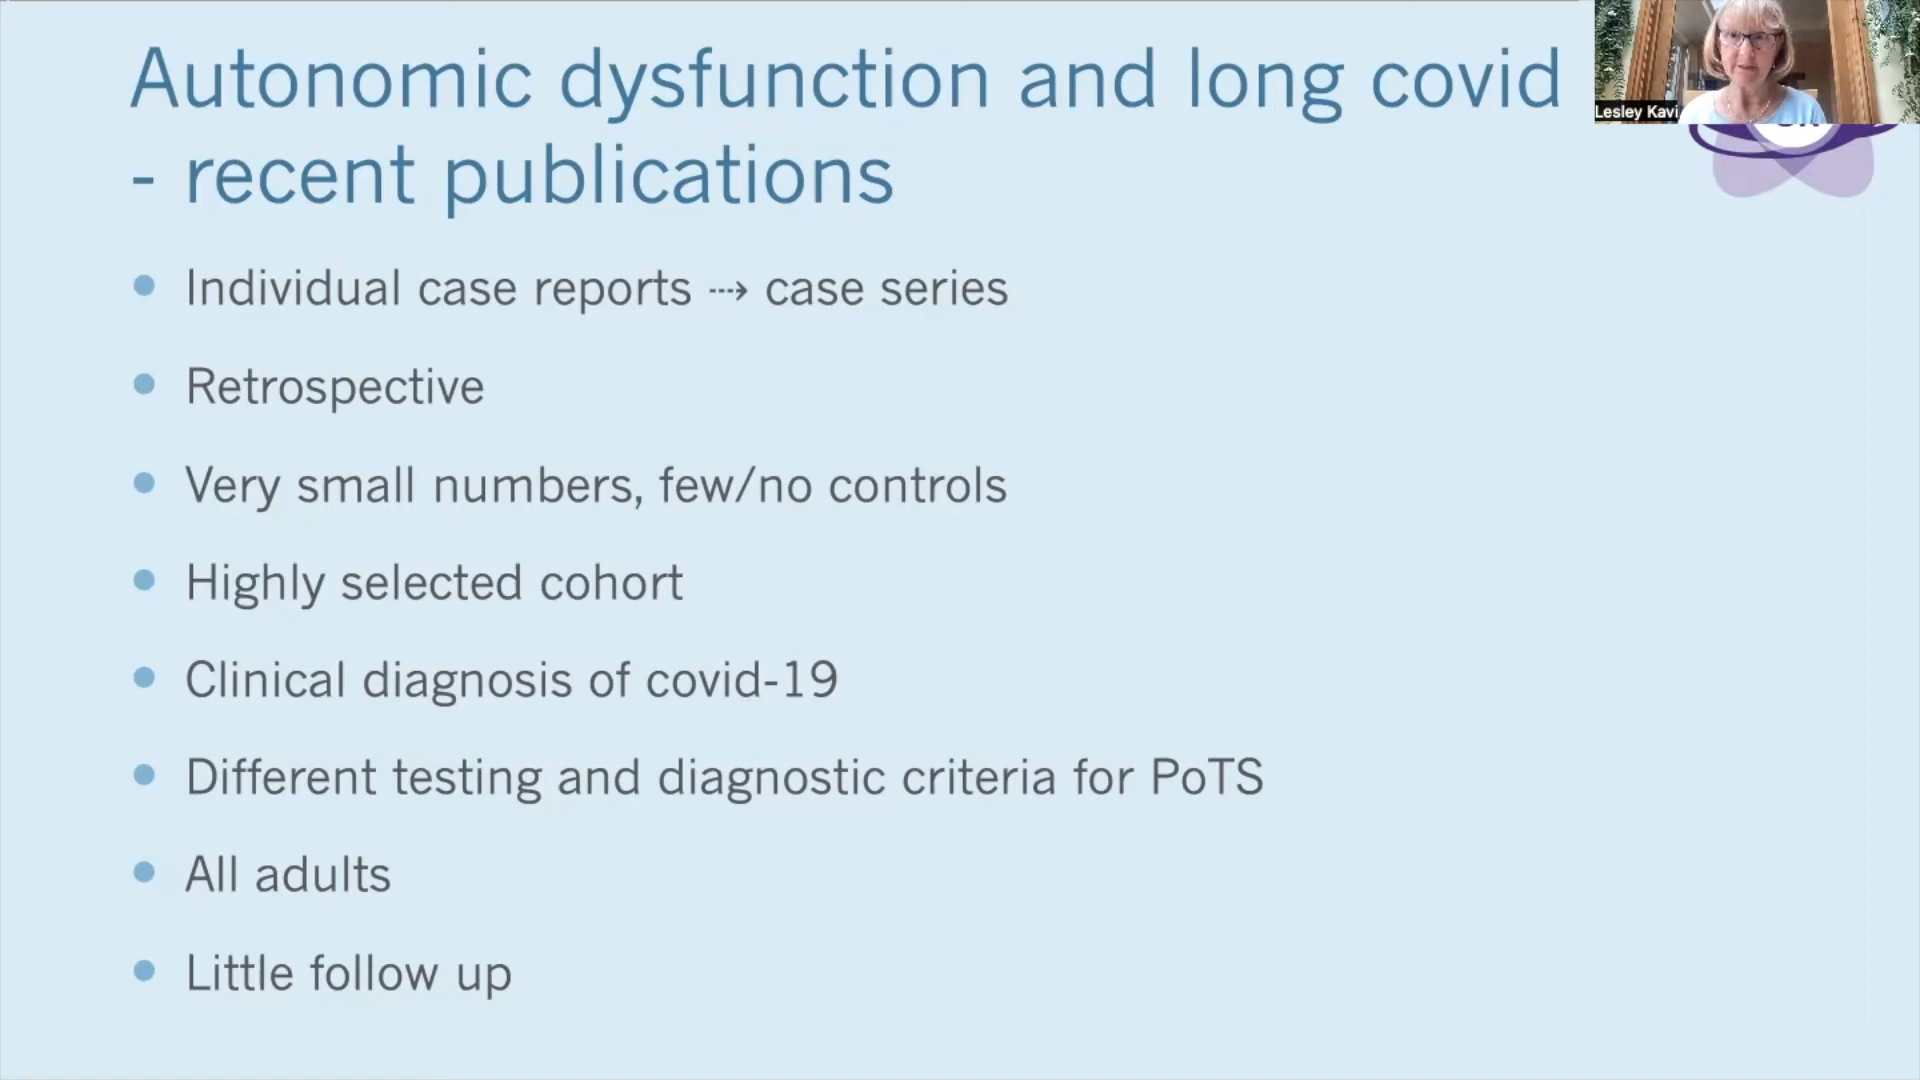 Autonomic dysfunction and long covid
- recent publications
Lesley Kavi
• Individual case reports ⇢ case series
• Retrospective
• Very small numbers, few/no controls
• Highly selected cohort
• Clinical diagnosis of covid-19
• Different testing and diagnostic criteria for PoTS
• All adults
• Little follow up